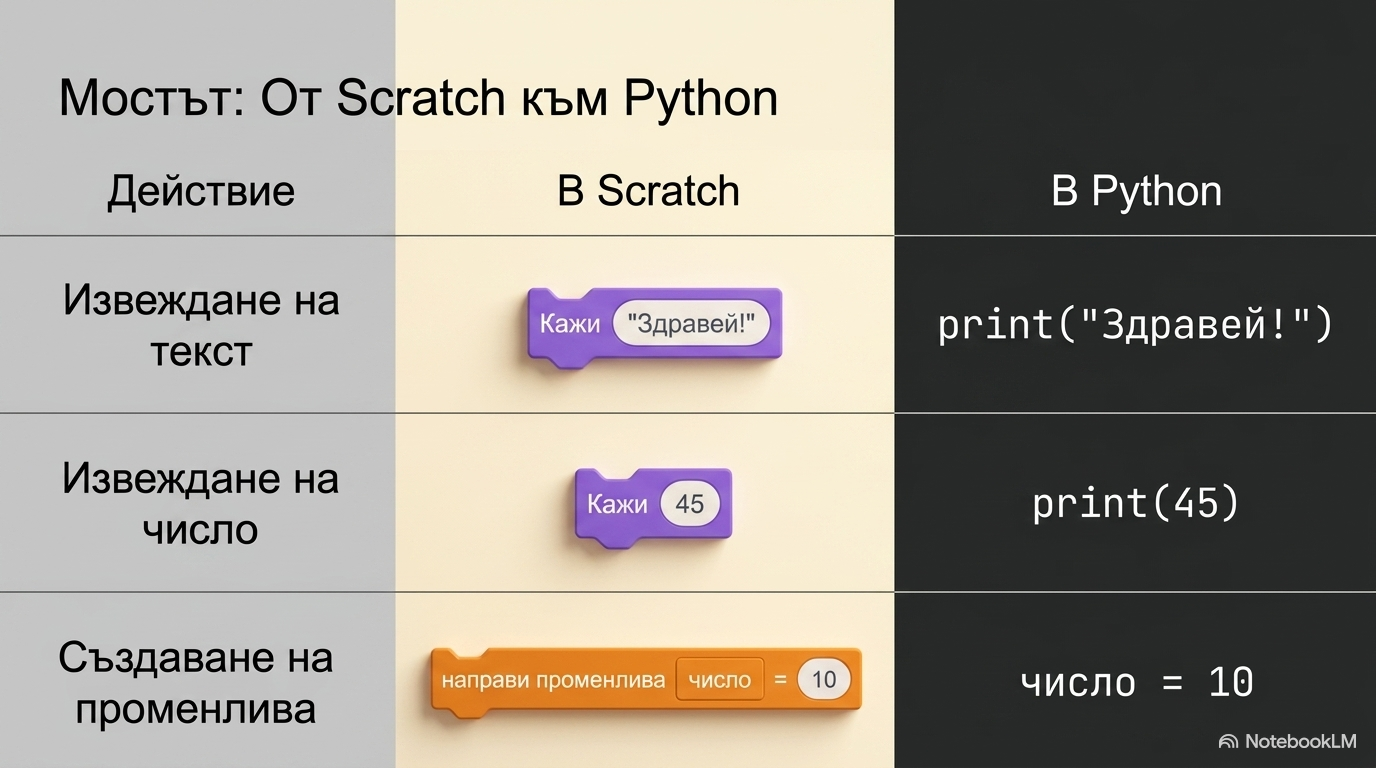 Мостът: От Scratch към Python
Действие
В Scratch
В Python
Извеждане на
текст
Кажи "Здравей!"
print("Здравей!")
Извеждане на
число
Кажи 45
print(45)
Създаване на
променлива
направи променлива число = 10
число = 10
NotebookLM